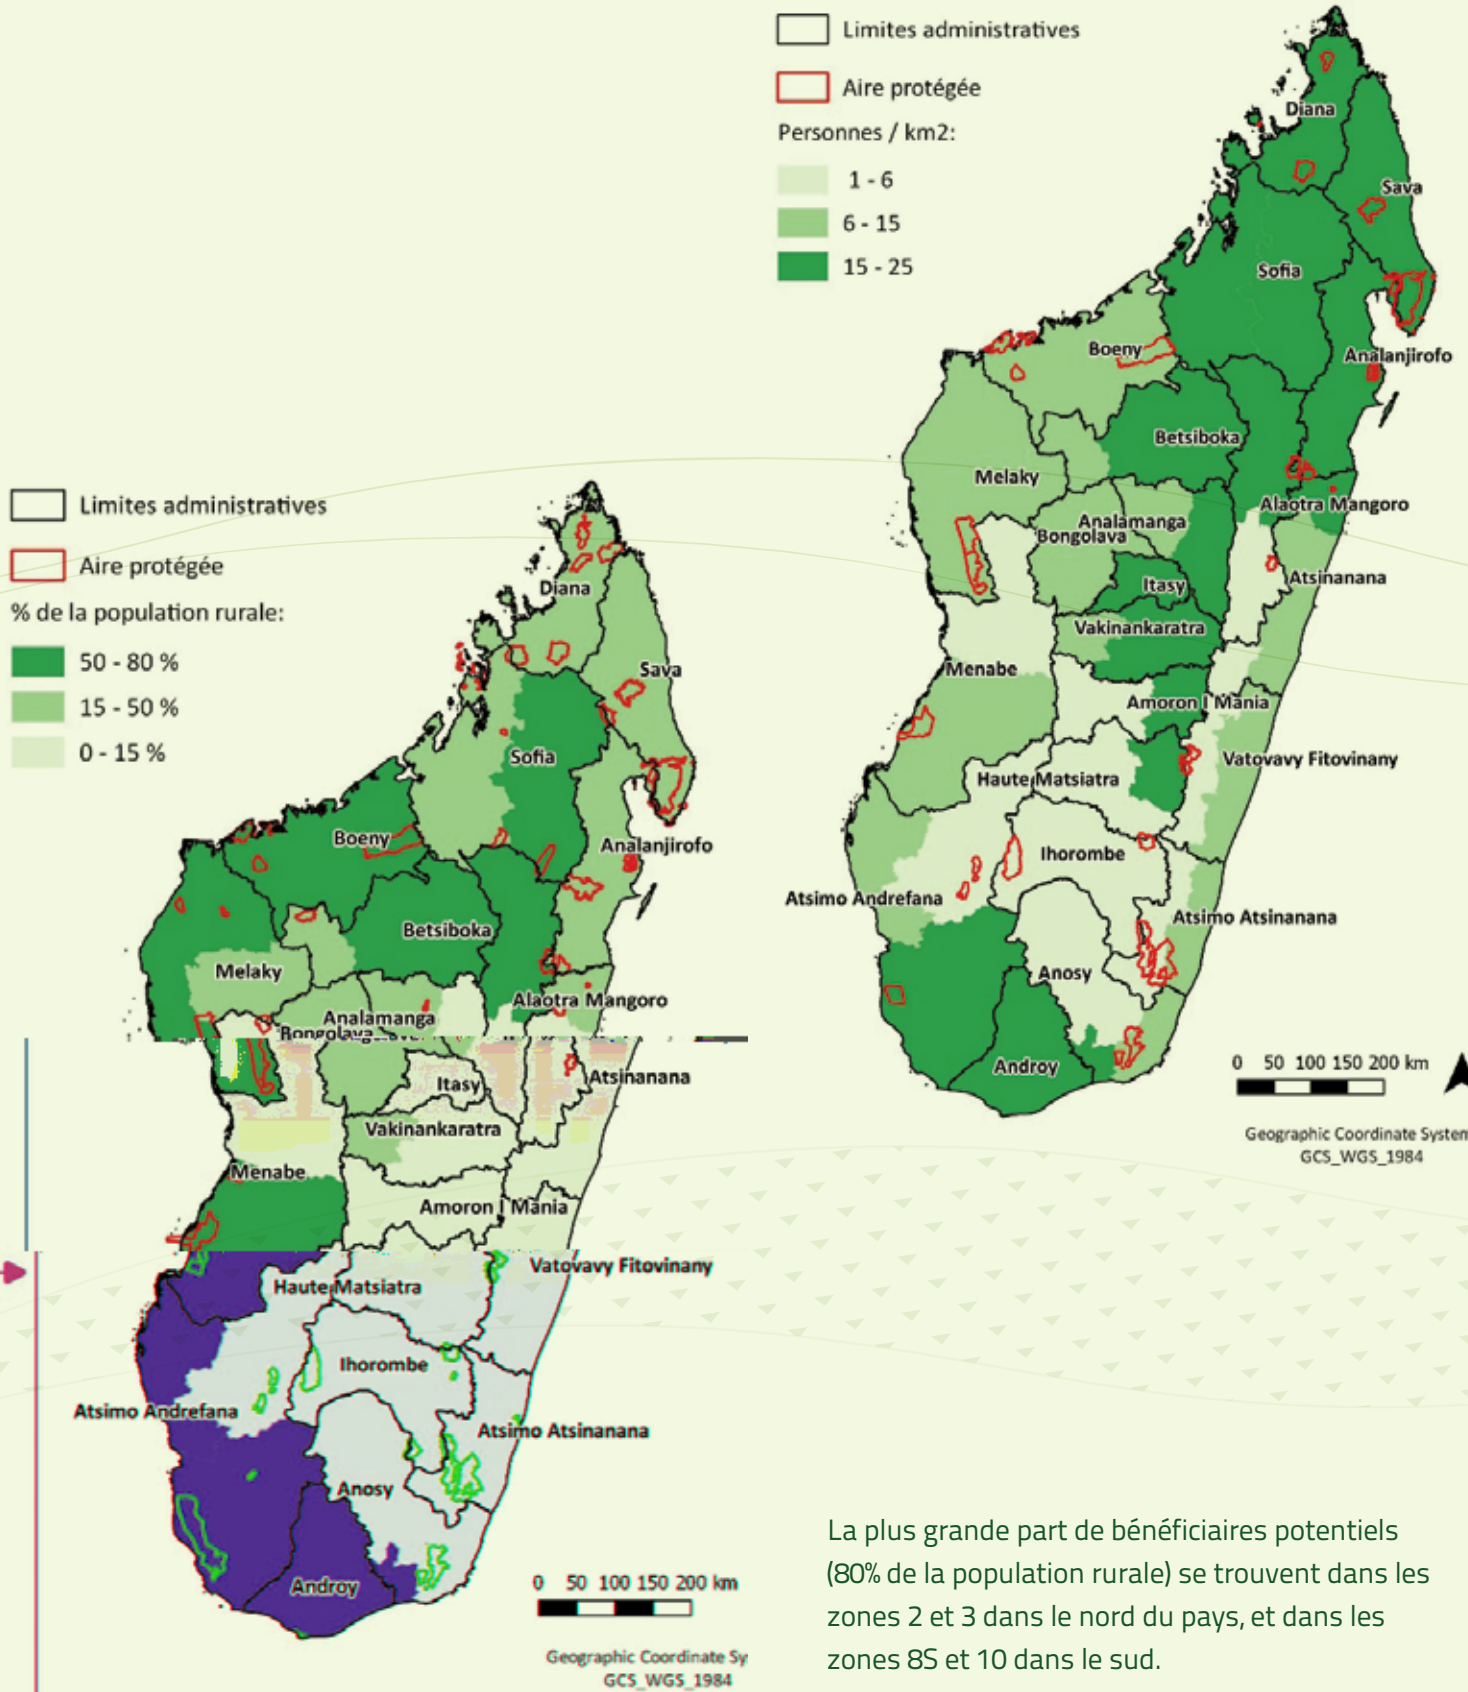 Limites administratives
Aire protégée
Personnes / km2:
1 - 6
6 - 15
15 - 25
Diana
Sava
Sofia
Boeny
Analanjirofo
Betsiboka
Melaky
Alaotra Mangoro
Analamanga
Bongolava
Atsinanana
Itasy
Vakinankaratra
Menabe
Amoron I Mania
Vatovavy Fitovinany
Haute Matsiatra
Ihorombe
Atsimo Andrefana
Atsimo Atsinanana
Anosy
Androy
0 50 100 150 200 km
Geographic Coordinate System
GCS_WGS_1984
Limites administratives
Aire protégée
% de la population rurale:
50 - 80 %
15 - 50 %
0 - 15 %
Diana
Sava
Sofia
Boeny
Analanjirofo
Betsiboka
Melaky
Alaotra Mangoro
Analamanga
Bongolava
Atsinanana
Itasy
Vakinankaratra
Menabe
Amoron I Mania
Vatovavy Fitovinany
Haute Matsiatra
Ihorombe
Atsimo Andrefana
Atsimo Atsinanana
Anosy
Androy
0 50 100 150 200 km
Geographic Coordinate Sy
GCS_WGS_1984
La plus grande part de bénéficiaires potentiels
(80% de la population rurale) se trouvent dans les
zones 2 et 3 dans le nord du pays, et dans les
zones 8S et 10 dans le sud.